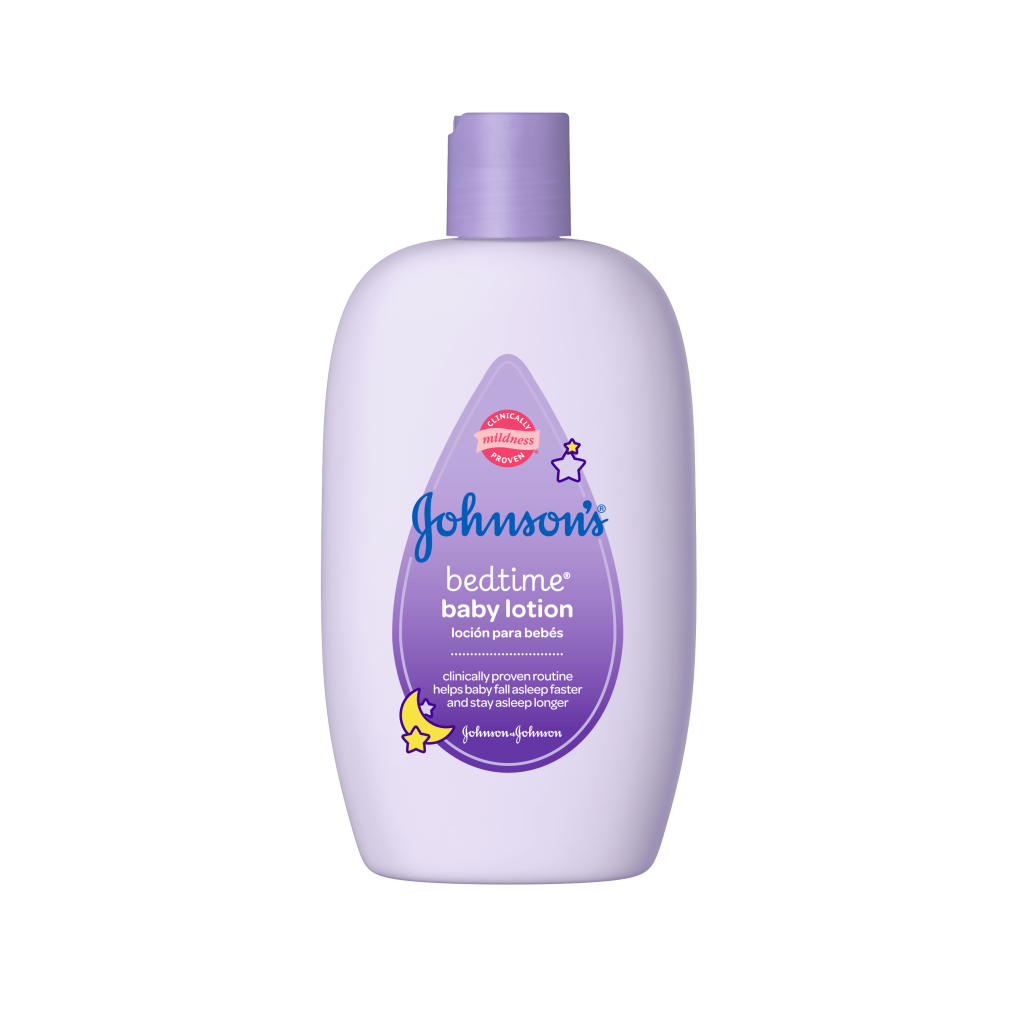 CLINICALLY
mildness
PROVEN
Johnson's®
bedtime®
baby lotion
loción para bebés
clinically proven routine
helps baby fall asleep faster
and stay asleep longer
Johnson & Johnson